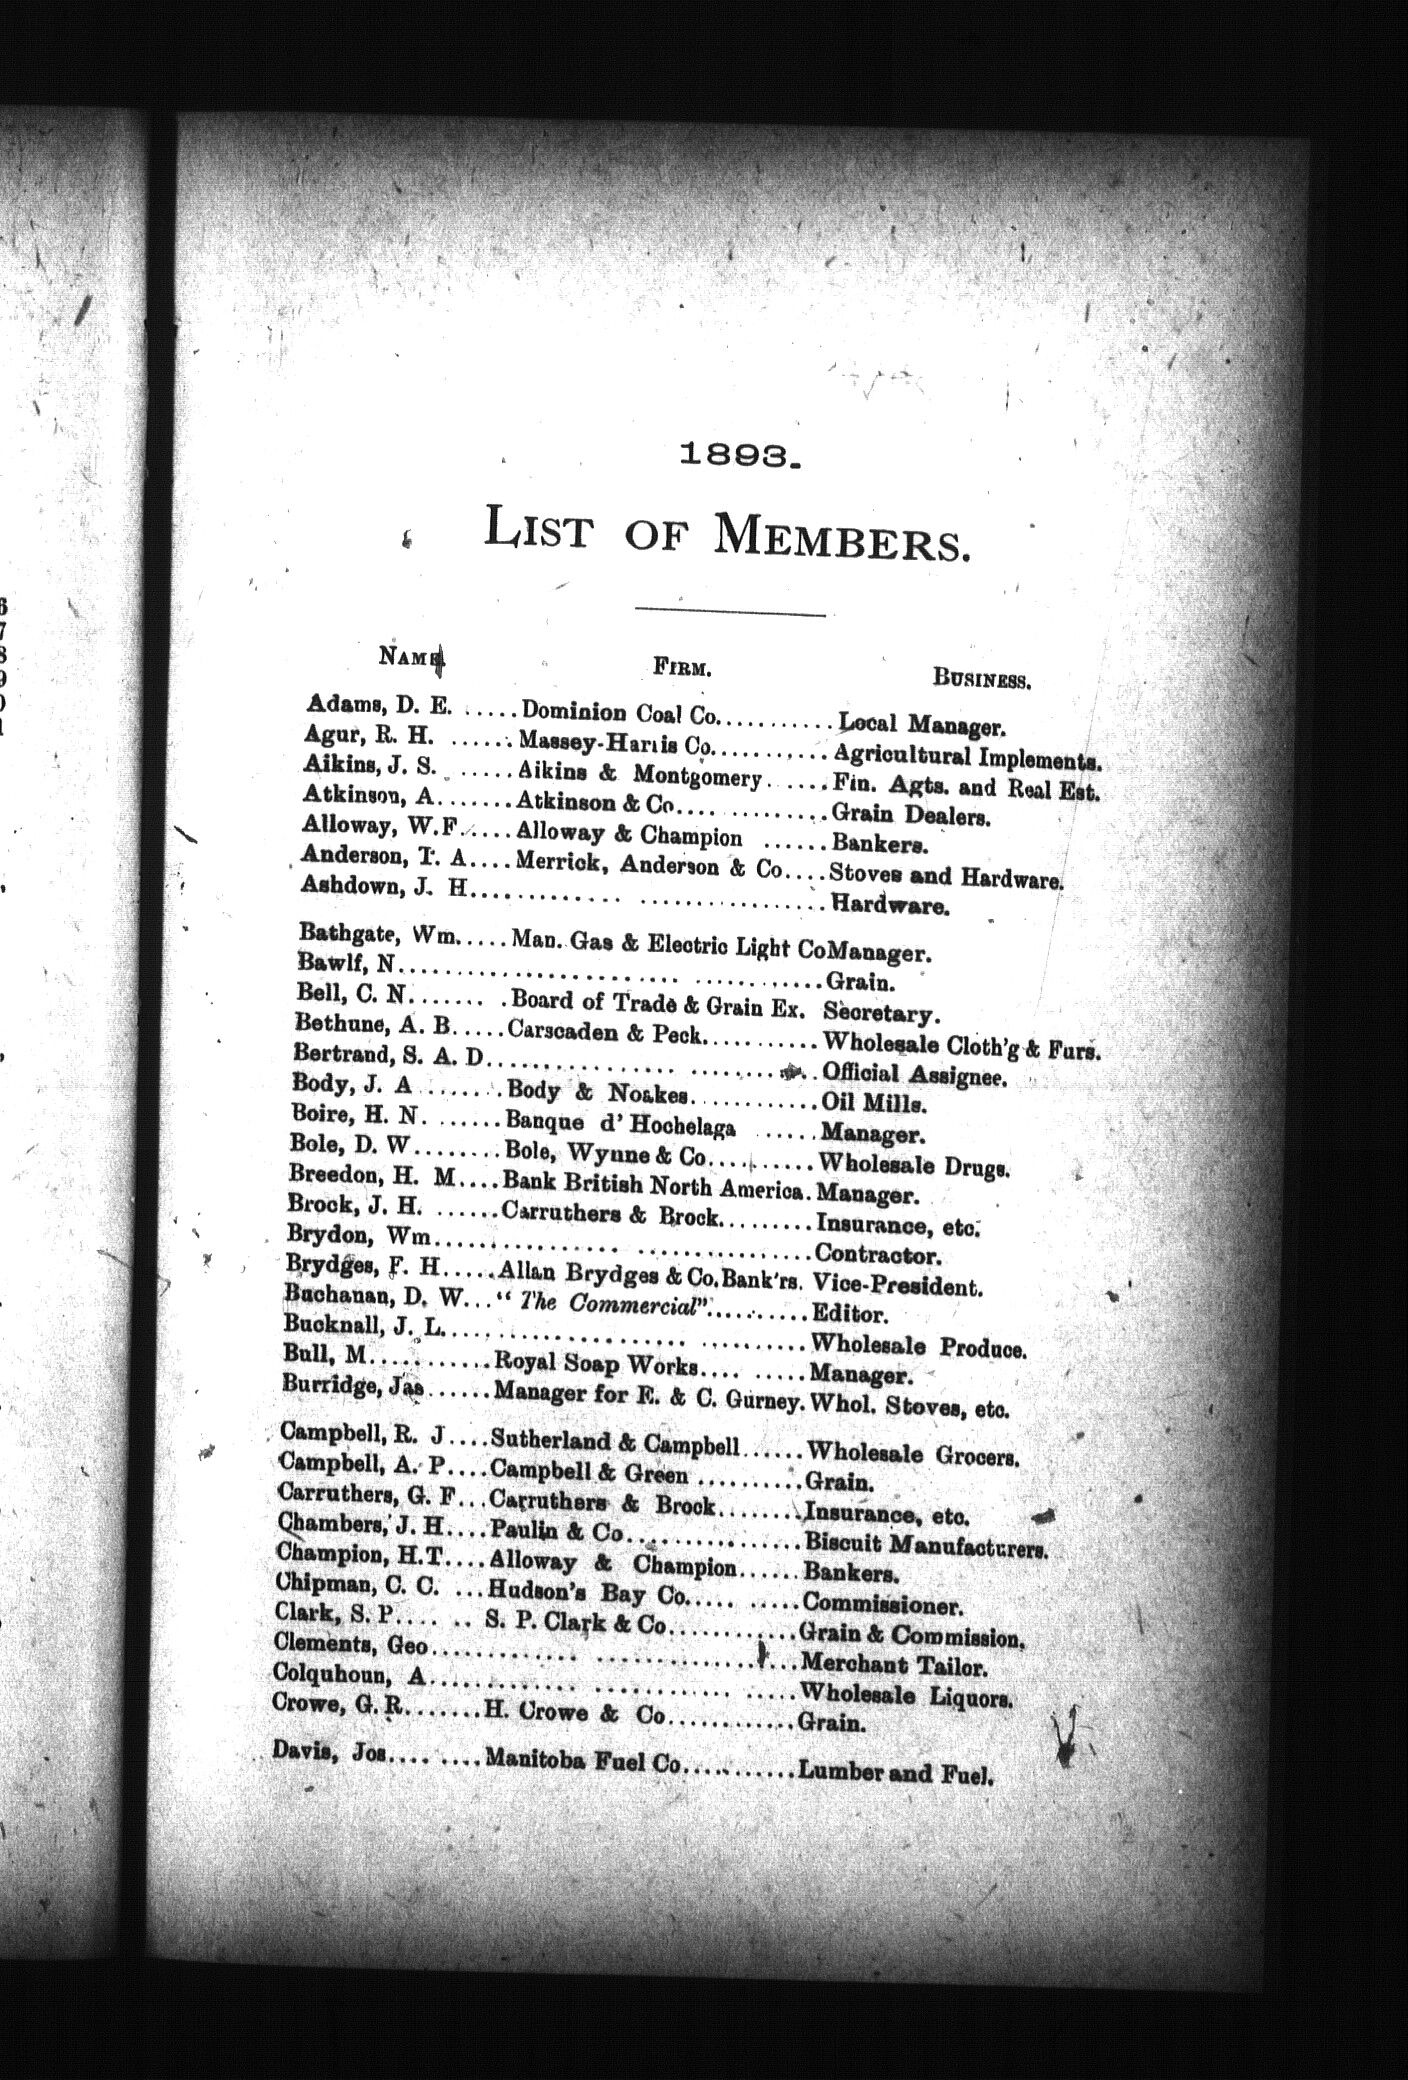 6
7
8
9
0
1
1893.
LIST OF MEMBERS.
NAME. FIRM. BUSINESS.
Adams, D. E. ......Dominion Coal Co...........Local Manager.
Agur, R. H. .......Massey-Harris Co..........Agricultural Implements.
Aikins, J. S. ......Aikins & Montgomery......Fin. Agts. and Real Est.
Atkinson, A.......Atkinson & Co.... .........Grain Dealers.
Alloway, W.F.....Alloway & Champion ......Bankers.
Anderson, T. A....Merrick, Anderson & Co....Stoves and Hardware.
Ashdown, J. H............. ................Hardware.
Bathgate, Wm.....Man. Gas & Electric Light Co Manager.
Bawlf, N........................ ...........Grain.
Bell, C. N....... .Board of Trade & Grain Ex. Secretary.
Bethune, A. B.....Carscaden & Peck...........Wholesale Cloth'g & Furs.
Bertrand, S. A. D................ ...........Official Assignee.
Body, J. A ........Body & Noakes............Oil Mills.
Boire, H. N. .......Banque d' Hochelaga ......Manager.
Bole, D. W........Bole, Wynne & Co..........Wholesale Drugs.
Breedon, H. M....Bank British North America. Manager.
Brock, J. H. ......Carruthers & Brock.........Insurance, etc.
Brydon, Wm................ ...............Contractor.
Brydges, F. H.....Allan Brydges & Co. Bank'rs. Vice-President.
Buchanan, D. W..." The Commercial".........Editor.
Bucknall, J. L..................... .........Wholesale Produce.
Bull, M...........Royal Soap Works.... .....Manager.
Burridge, Jas......Manager for E. & C. Gurney. Whol. Stoves, etc.
Campbell, R. J....Sutherland & Campbell......Wholesale Grocers.
Campbell, A. P....Campbell & Green .........Grain.
Carruthers, G. F...Carruthers & Brock........Insurance, etc.
Chambers, J. H....Paulin & Co...............Biscuit Manufacturers.
Champion, H.T....Alloway & Champion......Bankers.
Chipman, C. C. ...Hudson's Bay Co..... .....Commissioner.
Clark, S. P.... .. S. P. Clark & Co...........Grain & Commission.
Clements, Geo............. .................Merchant Tailor.
Colquhoun, A............. ............ .....Wholesale Liquors.
Crowe, G. R.......H. Crowe & Co............Grain.
Davis, Jos.... ....Manitoba Fuel Co..........Lumber and Fuel.